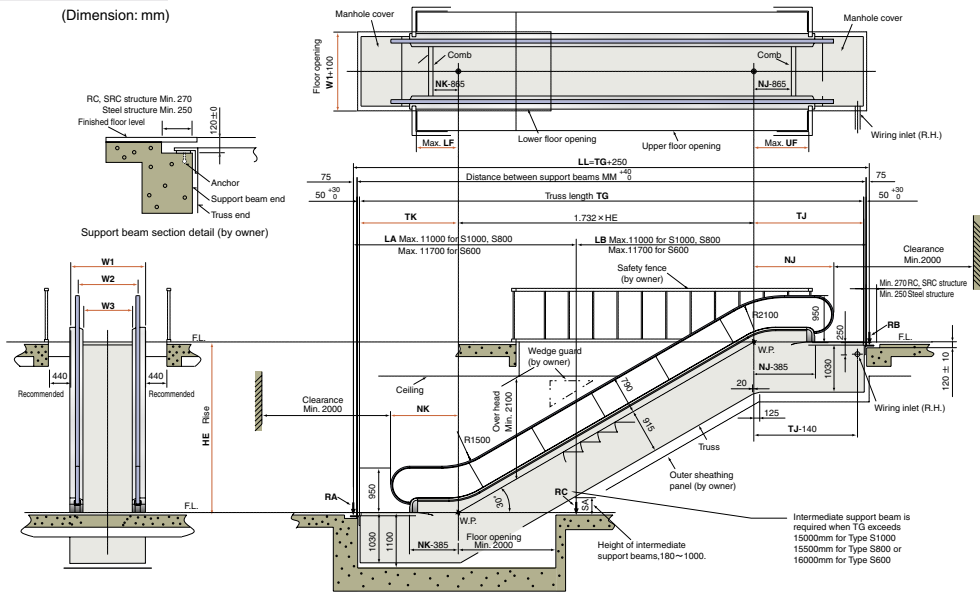 (Dimension: mm)
Manhole cover
Manhole cover
Comb
Comb
Floor opening
W1+100
NK-865
NJ-865
Lower floor opening
Upper floor opening
Wiring inlet (R.H.)
Max. LF
Max. UF
RC, SRC structure Min. 270
Steel structure Min. 250
Finished floor level
120±0
Anchor
Support beam end
Truss end
Support beam section detail (by owner)
LL=TG+250
75
Distance between support beams MM +40 0
75
50 +30 0
Truss length TG
50 +30 0
TK
1.732×HE
TJ
LA Max. 11000 for S1000, S800
Max. 11700 for S600
LB Max.11000 for S1000, S800
Max.11700 for S600
NJ
Clearance
Min.2000
Safety fence
(by owner)
Min. 270 RC, SRC structure
Min. 250 Steel structure
W1
W2
W3
F.L.
440
440
Recommended
Recommended
HE Rise
F.L.
R2100
950
250
RB
F.L.
W.P.
NJ-385
1030
120±10
20
125
TJ-140
Wiring inlet (R.H.)
Wedge guard
(by owner)
Ceiling
Over head
Min. 2100
790
915
Clearance
Min. 2000
NK
R1500
Truss
Outer sheathing
panel (by owner)
950
RA
F.L.
30°
W.P.
RC
SA
1030
1100
NK-385
Floor opening
Min. 2000
Height of intermediate
support beams,180~1000.
Intermediate support beam is
required when TG exceeds
15000mm for Type S1000
15500mm for Type S800 or
16000mm for Type S600